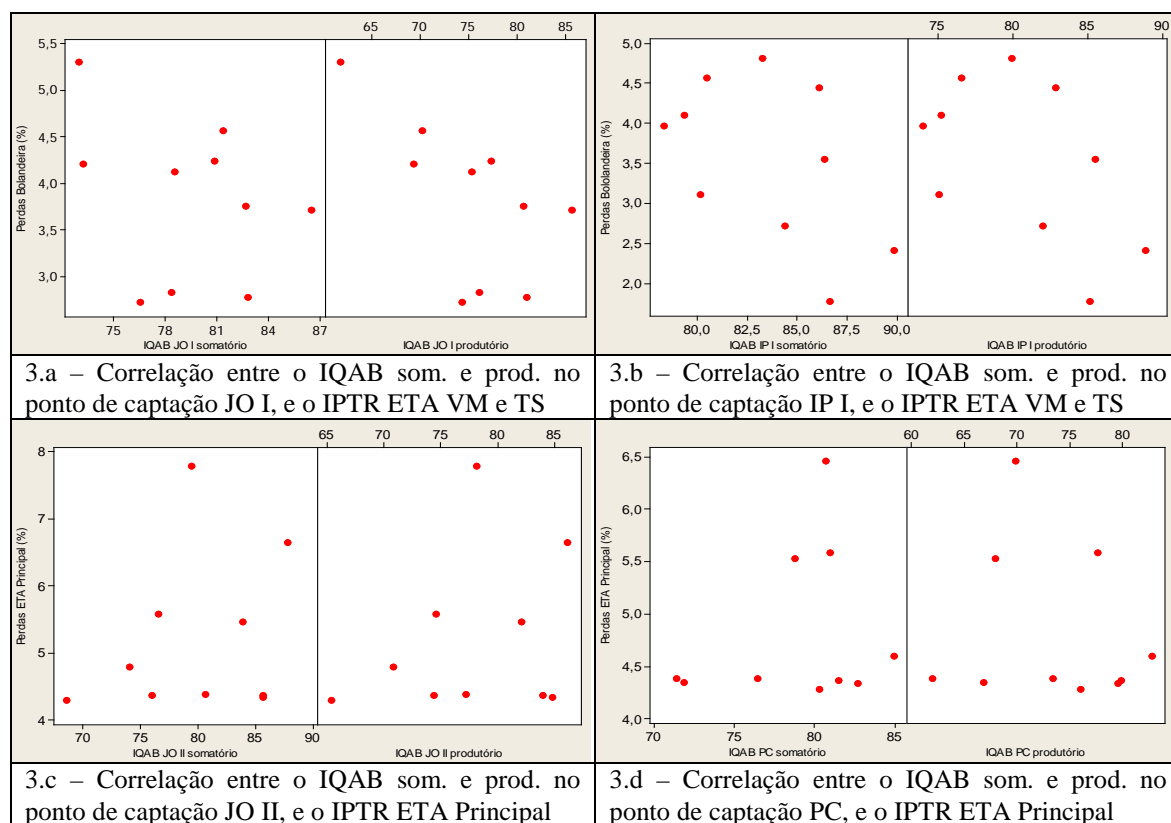 65 70 75 80 85
5,5
5,0
4,5
4,0
3,5
3,0
Perdas Bolandeira (%)
75 78 81 84 87
IQAB JO I somatório IQAB JO I produtório
3.a – Correlação entre o IQAB som. e prod. no
ponto de captação JO I, e o IPTR ETA VM e TS
75 80 85 90
5,0
4,5
4,0
3,5
3,0
2,5
2,0
Perdas Bololandeira (%)
80,0 82,5 85,0 87,5 90,0
IQAB IP I somatório IQAB IP I produtório
3.b – Correlação entre o IQAB som. e prod. no
ponto de captação IP I, e o IPTR ETA VM e TS
65 70 75 80 85
8
7
6
5
4
Perdas ETA Principal (%)
70 75 80 85 90
IQAB JO II somatório IQAB JO II produtório
3.c – Correlação entre o IQAB som. e prod. no
ponto de captação JO II, e o IPTR ETA Principal
60 65 70 75 80
6,5
6,0
5,5
5,0
4,5
4,0
Perdas ETA Principal (%)
70 75 80 85
IQAB PC somatório IQAB PC produtório
3.d – Correlação entre o IQAB som. e prod. no
ponto de captação PC, e o IPTR ETA Principal